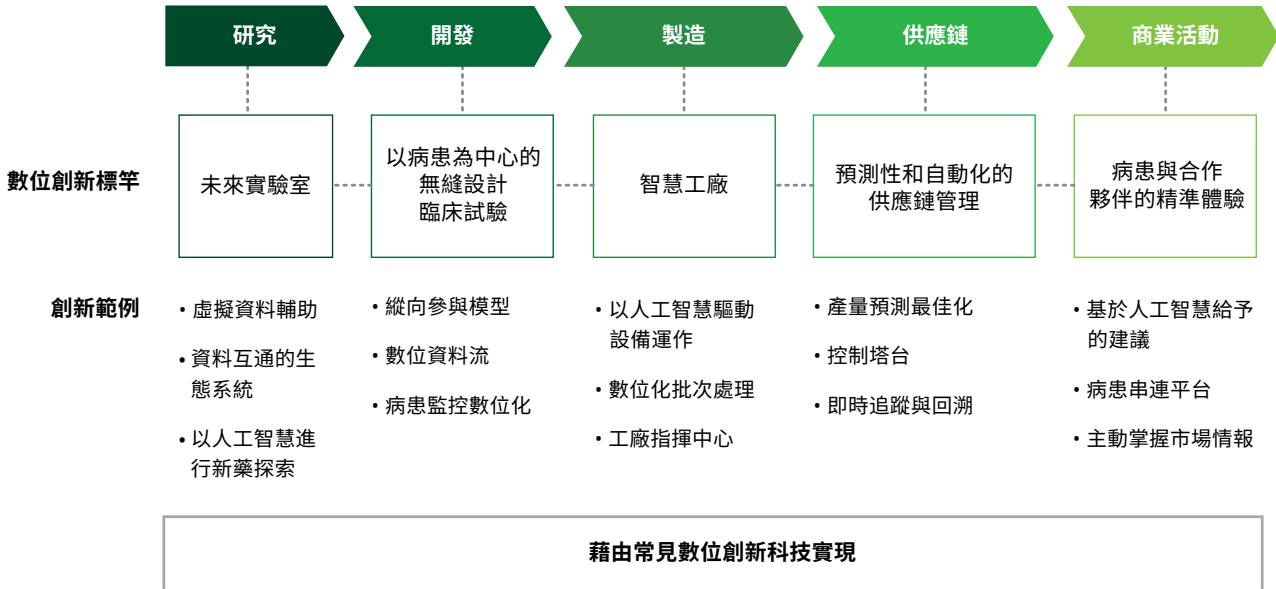 研究
開發
製造
供應鏈
商業活動
數位創新標竿
未來實驗室
以病患為中心的
無縫設計
臨床試驗
智慧工廠
預測性和自動化的
供應鏈管理
病患與合作
夥伴的精準體驗
創新範例
• 虛擬資料輔助
• 資料互通的生
態系統
• 以人工智慧進
行新藥探索
• 縱向參與模型
• 數位資料流
• 病患監控數位化
• 以人工智慧驅動
設備運作
• 數位化批次處理
• 工廠指揮中心
• 產量預測最佳化
• 控制塔台
• 即時追蹤與回溯
• 基於人工智慧給予
的建議
• 病患串連平台
• 主動掌握市場情報
藉由常見數位創新科技實現